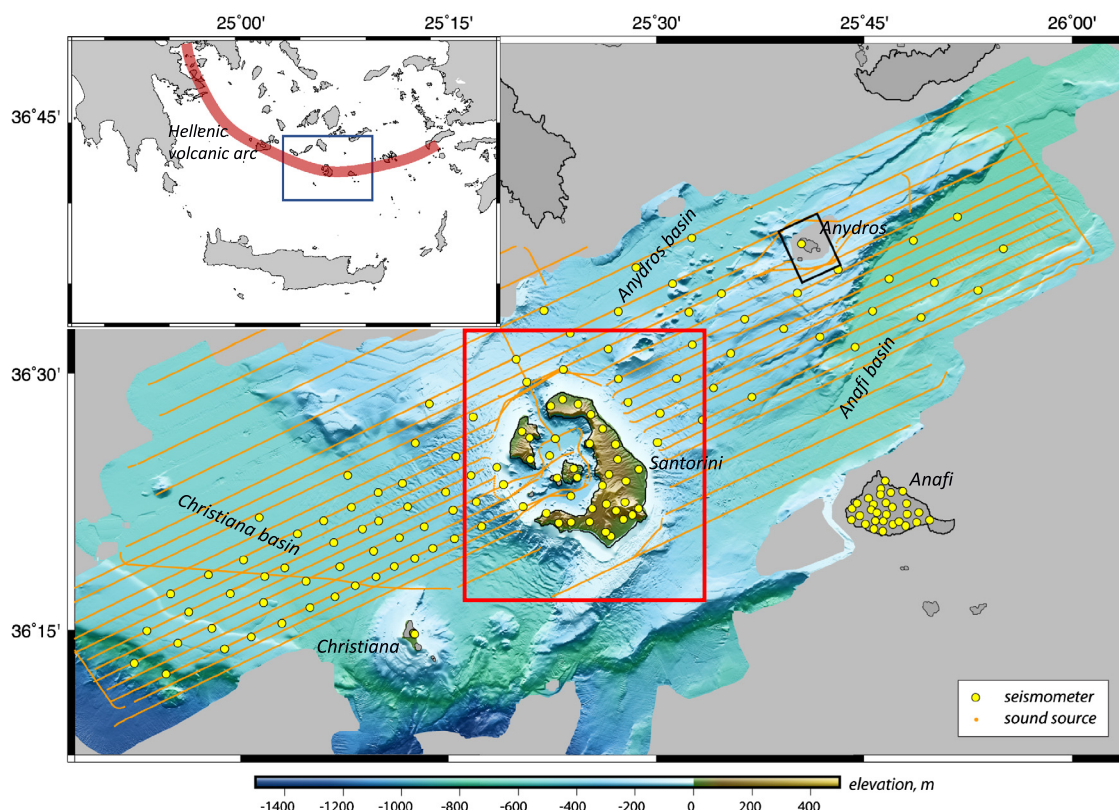 25°00' 25°15' 25°30' 25°45' 26°00'
36°45'
36°30'
36°15'
Hellenic
volcanic arc
Anydros
Anydros basin
Anafi basin
Santorini
Anafi
Christiana basin
Christiana
seismometer
sound source
elevation, m
-1400 -1200 -1000 -800 -600 -400 -200 0 200 400